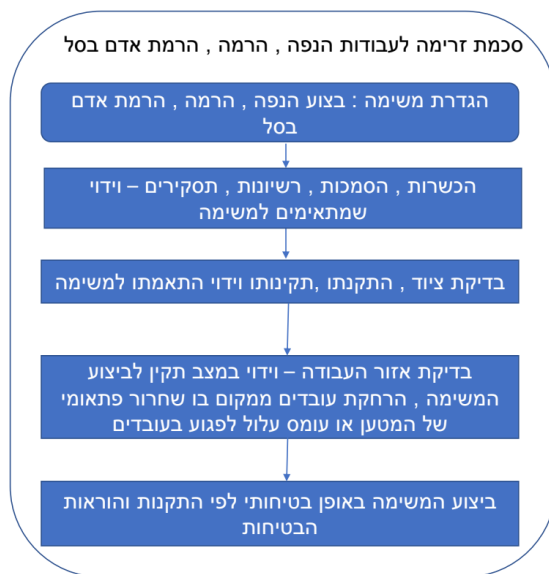 סכמת זרימה לעבודות הנפה , הרמה , הרמת אדם בסל
הגדרת משימה : בצוע הנפה , הרמה , הרמת אדם
בסל
הכשרות , הסמכות , רשיונות , תסקירים – וידוי
שמתאימים למשימה
בדיקת ציוד , התקנתו ,תקינותו וידוי התאמתו למשימה
בדיקת אזור העבודה – וידוי במצב תקין לביצוע
המשימה , הרחקת עובדים ממקום בו שחרור פתאומי
של המטען או עומס עלול לפגוע בעובדים
ביצוע המשימה באופן בטיחותי לפי התקנות והוראות
הבטיחות